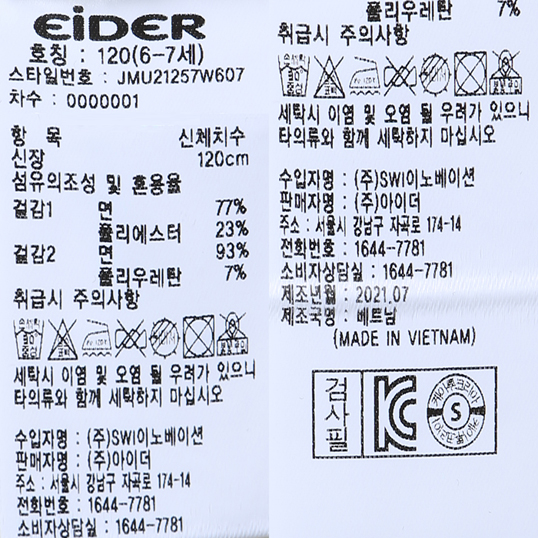 EiDER
호칭 : 120(6-7세)
스타일번호 : JMU21257W607
차수 : 0000001
항 목 신체치수
신장 120cm
섬유의조성 및 혼용율
겉감1 면 77%
폴리에스터 23%
겉감2 면 93%
폴리우레탄 7%
취급시 주의사항
세탁시 이염 및 오염 될 우려가 있으니
타의류와 함께 세탁하지 마십시오
수입자명 : (주)SWI이노베이션
판매자명 : (주)아이더
주소 : 서울시 강남구 자곡로 174-14
전화번호 : 1644-7781
소비자상담실 : 1644-7781
폴리우레탄 7%
취급시 주의사항
세탁시 이염 및 오염 될 우려가 있으니
타의류와 함께 세탁하지 마십시오
수입자명 : (주)SWI이노베이션
판매자명 : (주)아이더
주소 : 서울시 강남구 자곡로 174-14
전화번호 : 1644-7781
소비자상담실 : 1644-7781
제조년월 : 2021.07
제조국명 : 베트남
(MADE IN VIETNAM)
검사필
KC
S